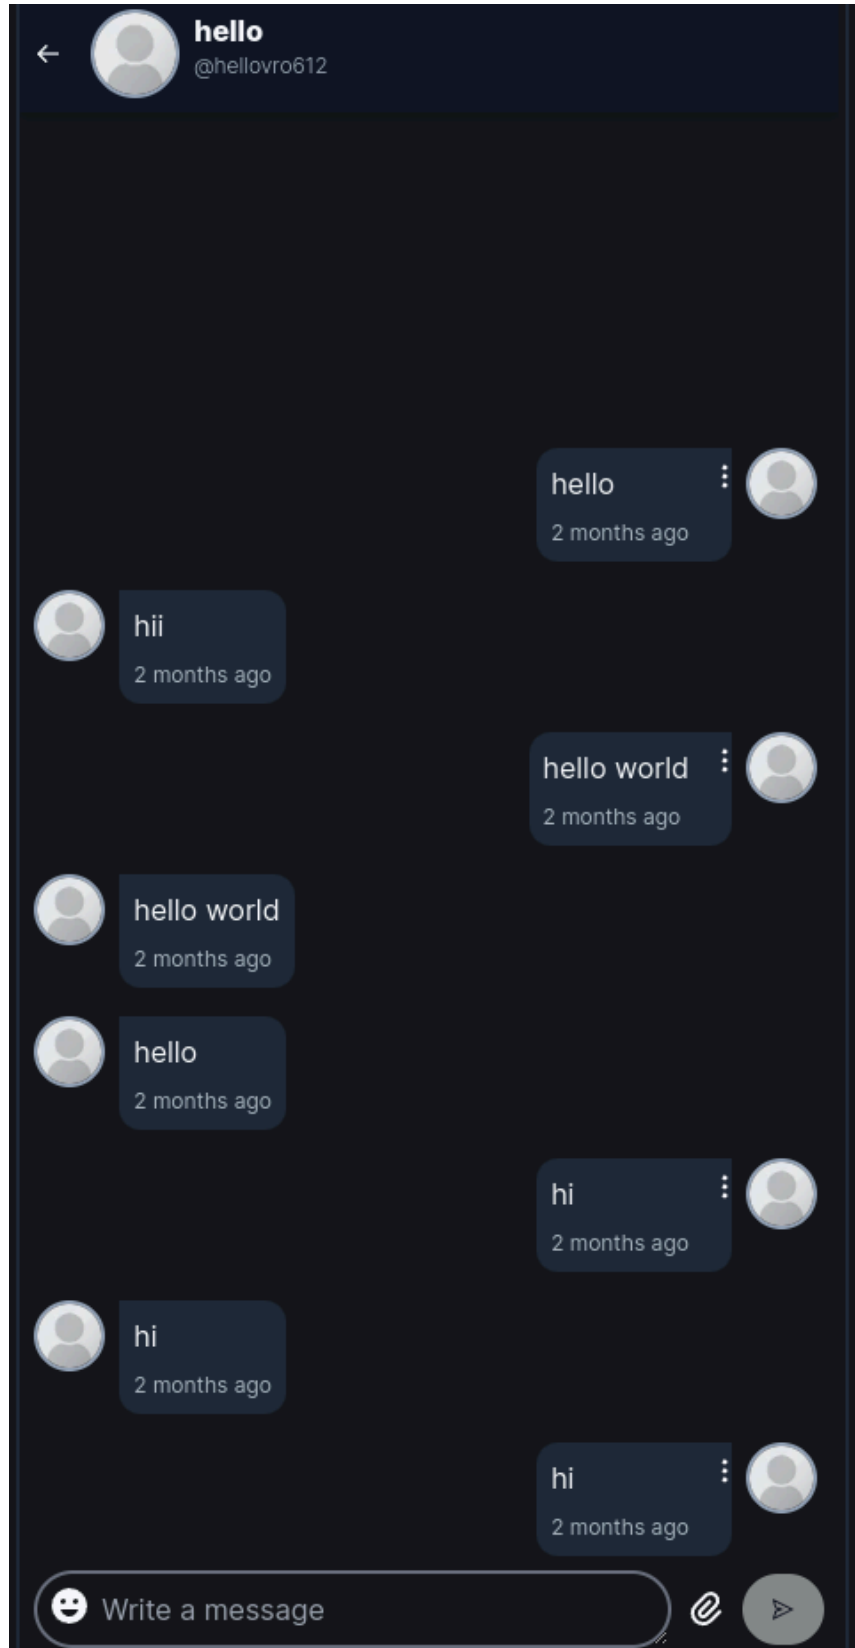 hello
@hellovro612
hello
2 months ago
hii
2 months ago
hello world
2 months ago
hello world
2 months ago
hello
2 months ago
hi
2 months ago
hi
2 months ago
hi
2 months ago
Write a message